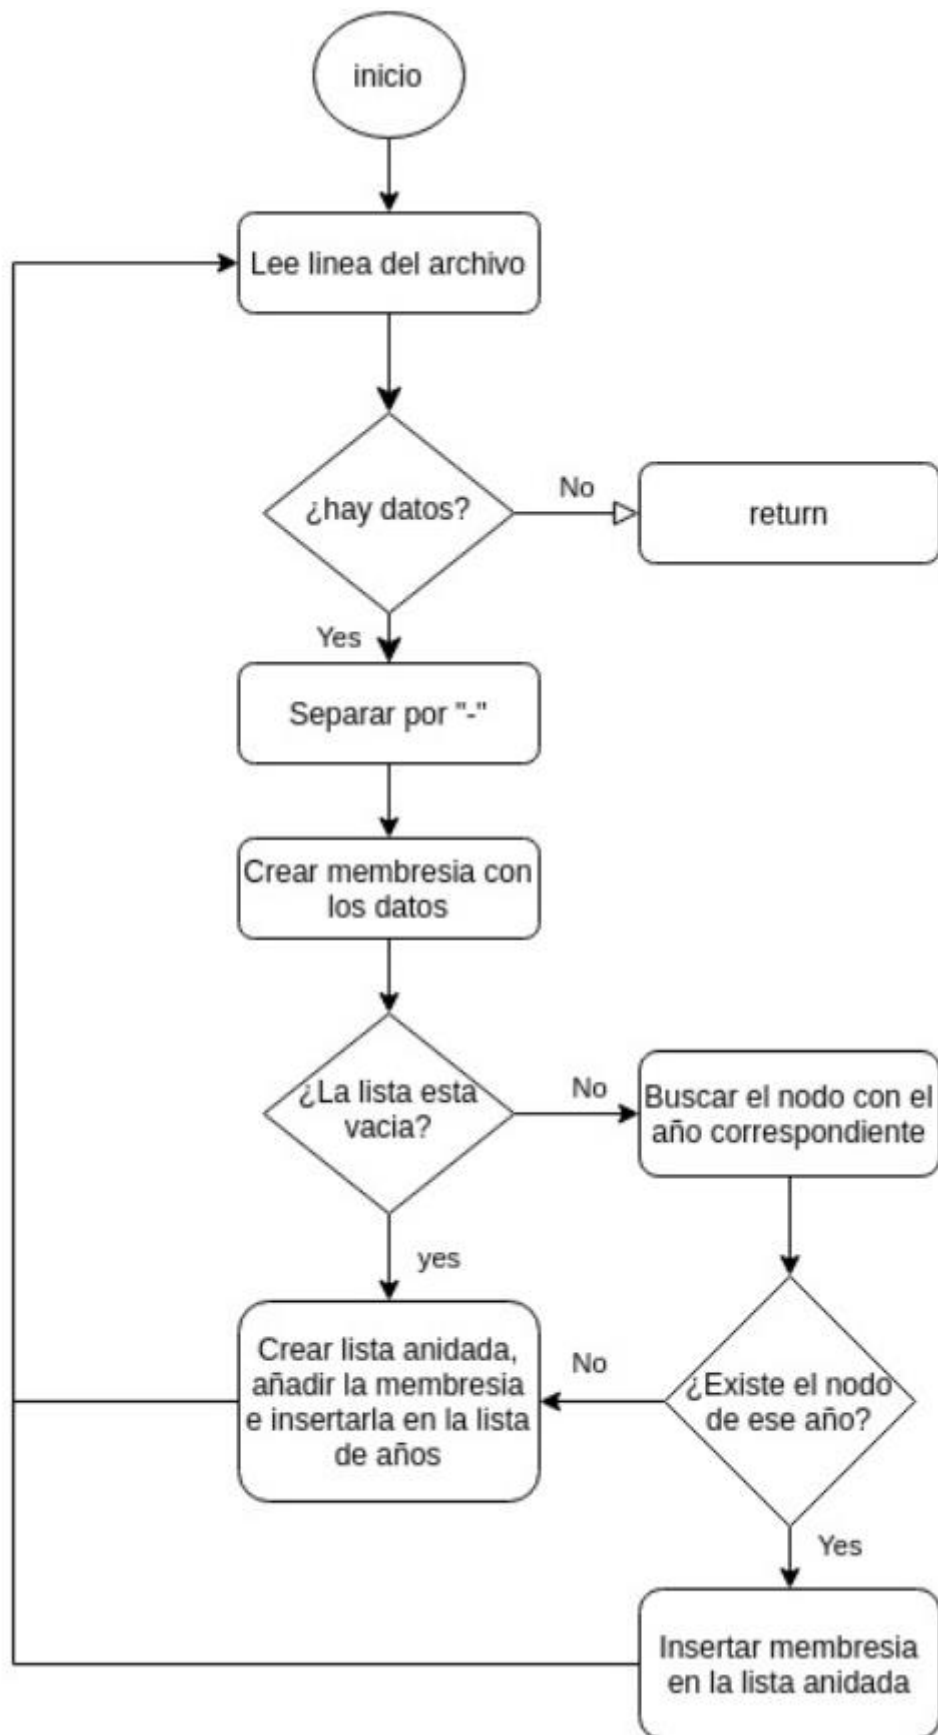 inicio
Lee linea del archivo
¿hay datos?
No
return
Yes
Separar por "-"
Crear membresia con
los datos
¿La lista esta
vacia?
No
Buscar el nodo con el
año correspondiente
yes
Crear lista anidada,
añadir la membresia
e insertarla en la lista
de años
No
¿Existe el nodo
de ese año?
Yes
Insertar membresia
en la lista anidada